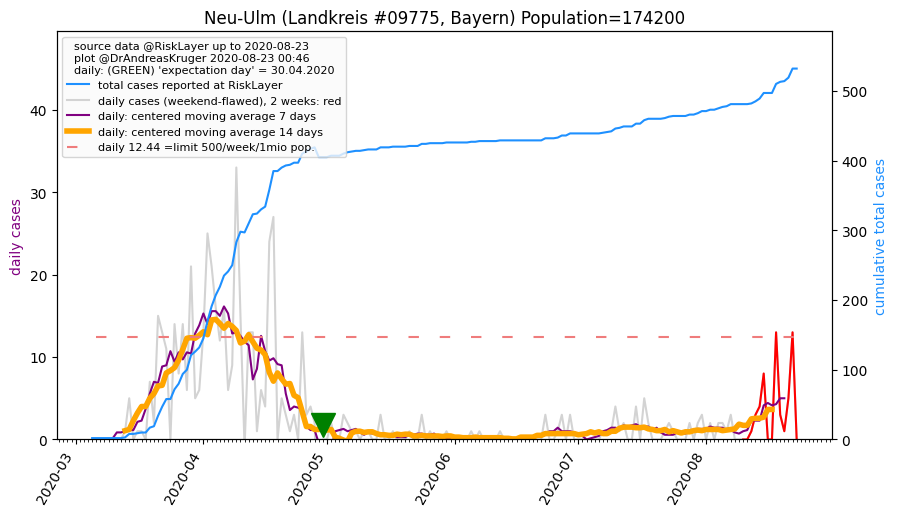 Neu-Ulm (Landkreis #09775, Bayern) Population=174200
source data @RiskLayer up to 2020-08-23
plot @DrAndreasKruger 2020-08-23 00:46
daily: (GREEN) 'expectation day' = 30.04.2020
total cases reported at RiskLayer
daily cases (weekend-flawed), 2 weeks: red
daily: centered moving average 7 days
daily: centered moving average 14 days
daily 12.44 =limit 500/week/1mio pop.
daily cases
40
30
20
10
0
cumulative total cases
500
400
300
200
100
0
2020-03
2020-04
2020-05
2020-06
2020-07
2020-08